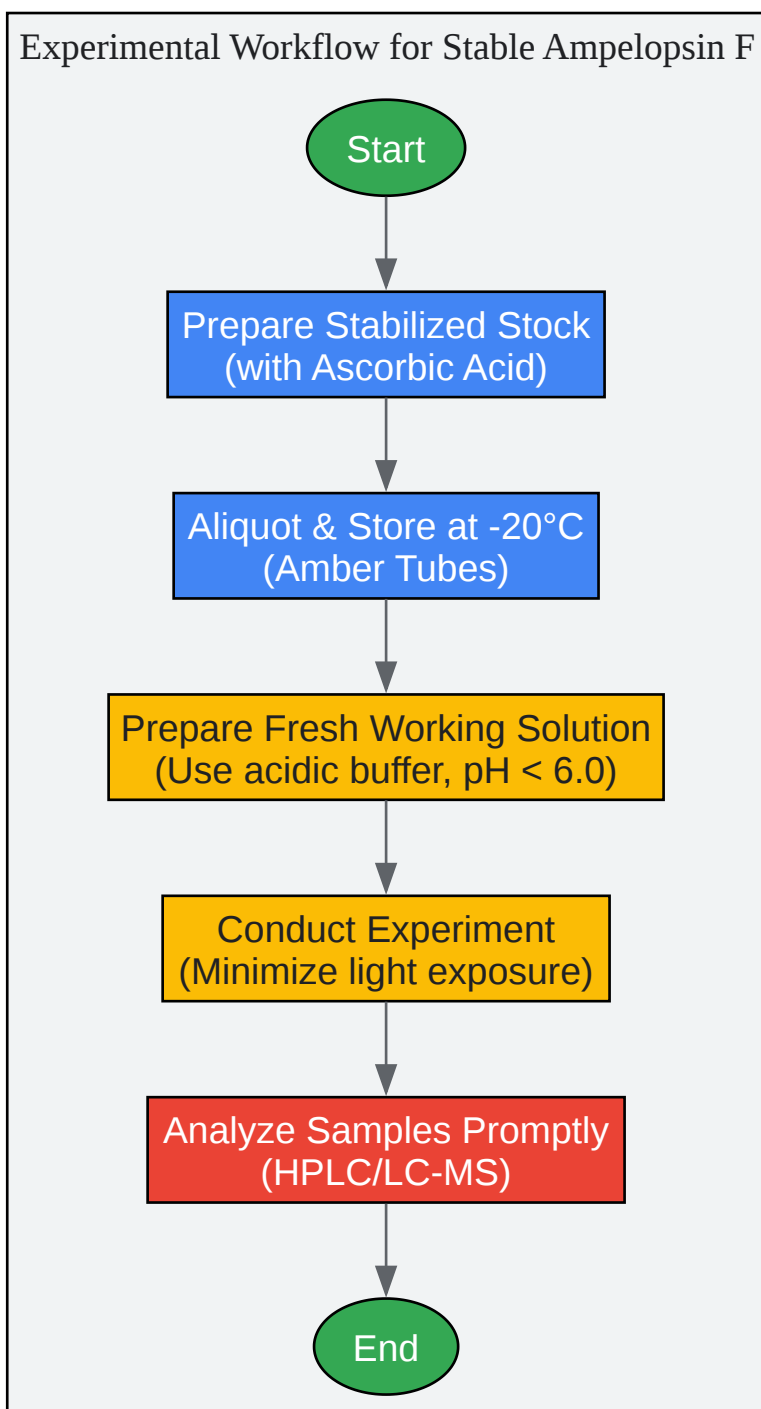 Experimental Workflow for Stable Ampelopsin F
Start
Prepare Stabilized Stock
(with Ascorbic Acid)
Aliquot & Store at -20°C
(Amber Tubes)
Prepare Fresh Working Solution
(Use acidic buffer, pH < 6.0)
Conduct Experiment
(Minimize light exposure)
Analyze Samples Promptly
(HPLC/LC-MS)
End